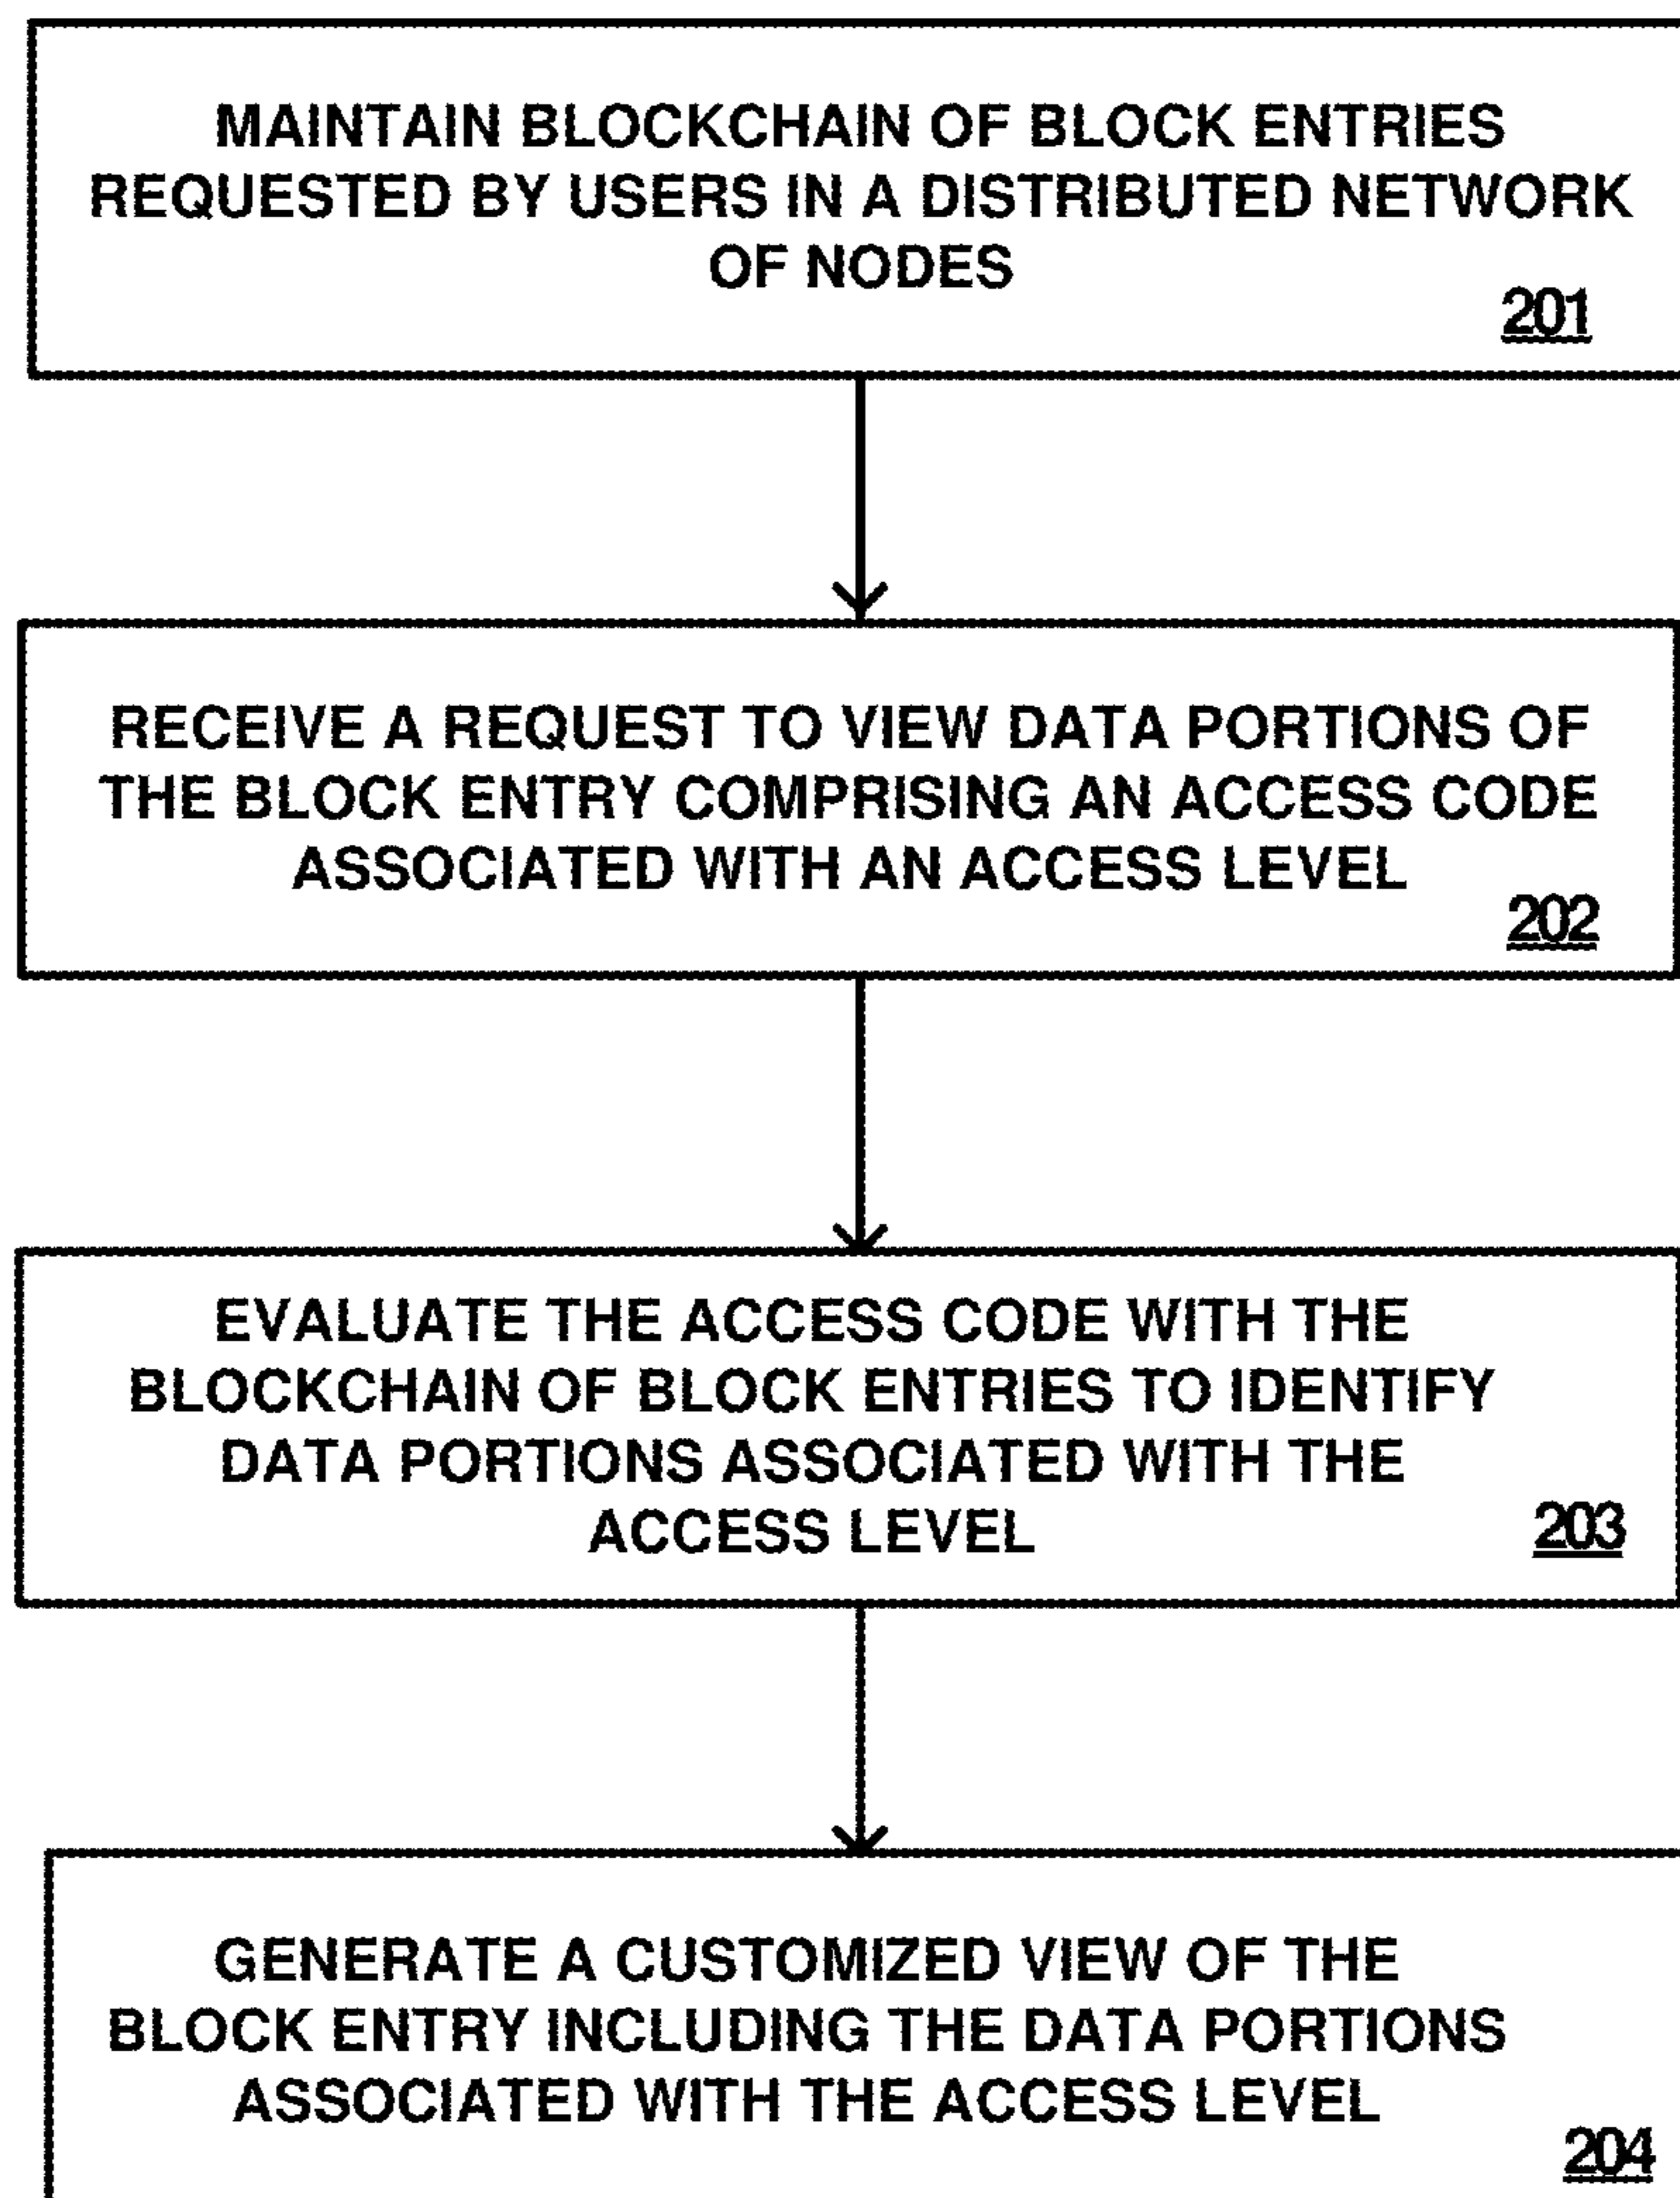 MAINTAIN BLOCKCHAIN OF BLOCK ENTRIES
REQUESTED BY USERS IN A DISTRIBUTED NETWORK
OF NODES
201
RECEIVE A REQUEST TO VIEW DATA PORTIONS OF
THE BLOCK ENTRY COMPRISING AN ACCESS CODE
ASSOCIATED WITH AN ACCESS LEVEL
202
EVALUATE THE ACCESS CODE WITH THE
BLOCKCHAIN OF BLOCK ENTRIES TO IDENTIFY
DATA PORTIONS ASSOCIATED WITH THE
ACCESS LEVEL
203
GENERATE A CUSTOMIZED VIEW OF THE
BLOCK ENTRY INCLUDING THE DATA PORTIONS
ASSOCIATED WITH THE ACCESS LEVEL
204